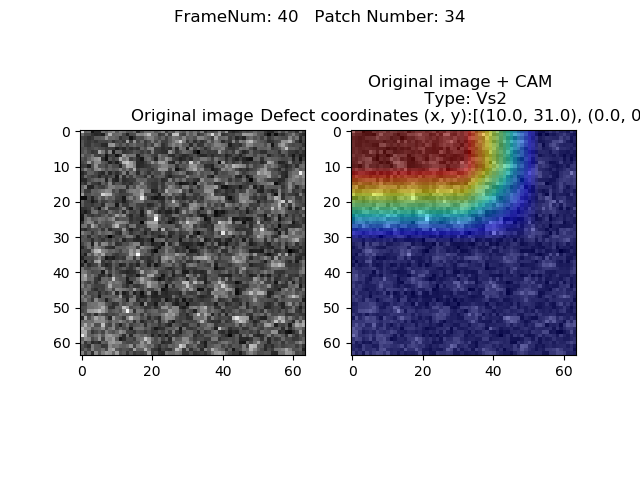 FrameNum: 40   Patch Number: 34
Original image + CAM
Type: Vs2
Original image
Defect coordinates (x, y):[(10.0, 31.0), (0.0, 0
0
10
20
30
40
50
60
0 20 40 60
0
10
20
30
40
50
60
0 20 40 60